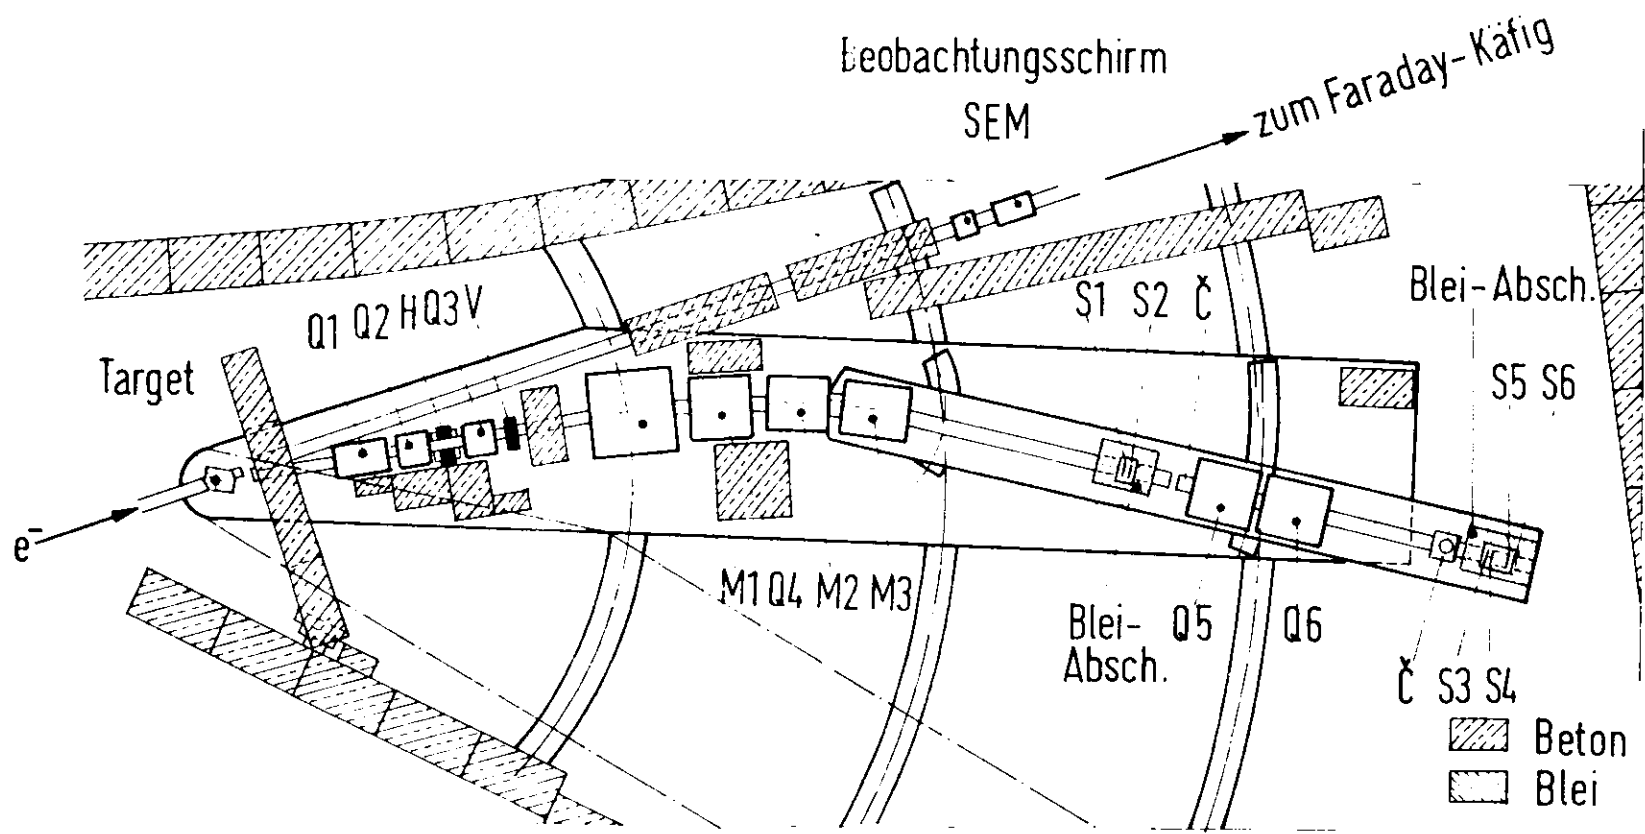 Beobachtungsschirm
SEM
zum Faraday-Käfig
Q1 Q2 H Q3 V
Target
S1 S2 Č
Blei-Absch.
S5 S6
e⁻
M1 Q4 M2 M3
Blei-
Absch.
Q5
Q6
Č S3 S4
Beton
Blei